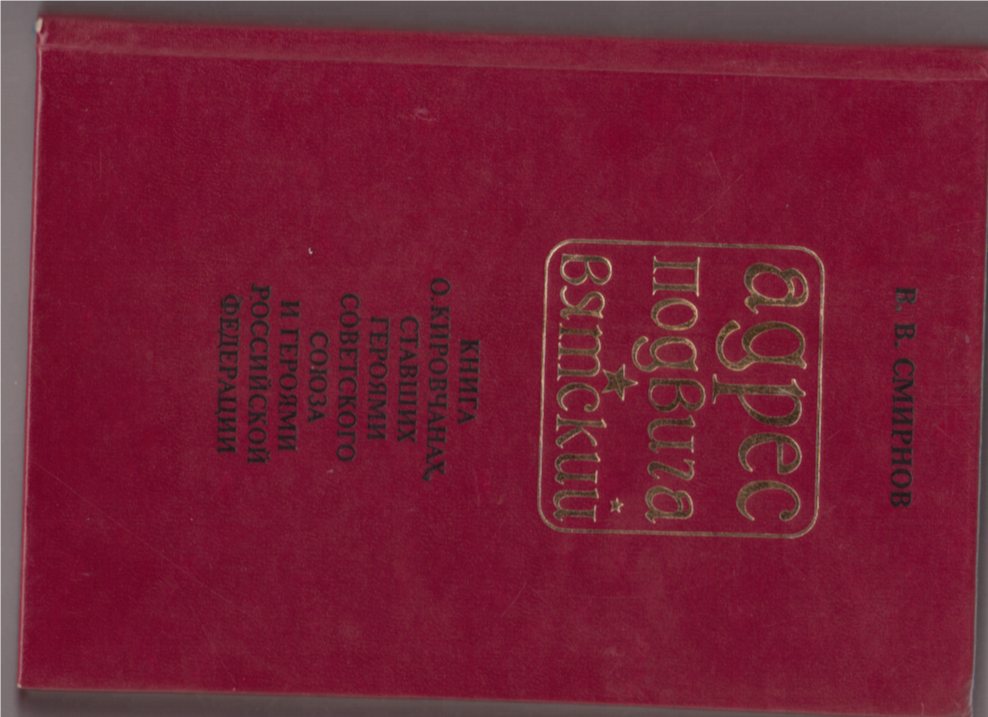 В. В. СМИРНОВ
адрес
подвига
вятский
КНИГА
О КИРОВЧАНАХ,
СТАВШИХ
ГЕРОЯМИ
СОВЕТСКОГО
СОЮЗА
И ГЕРОЯМИ
РОССИЙСКОЙ
ФЕДЕРАЦИИ